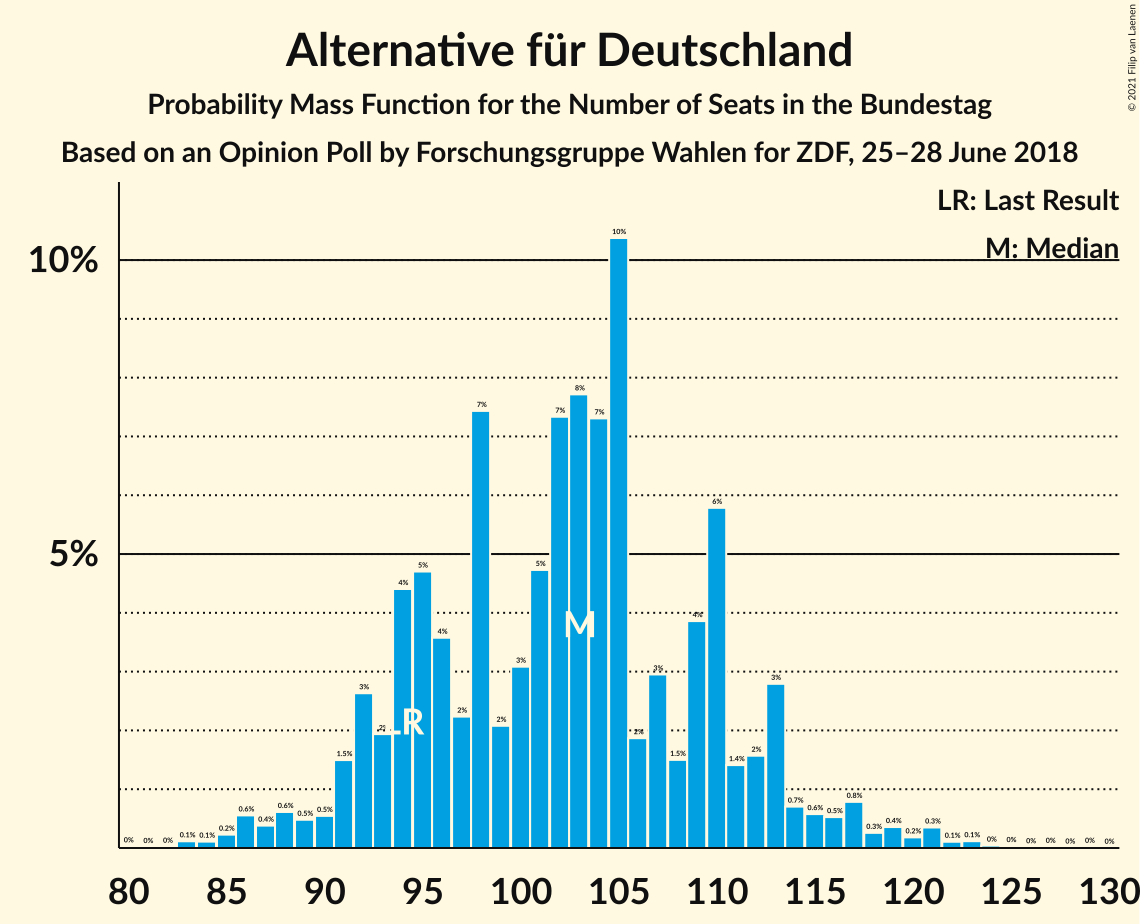 © 2021 Filip van Laenen
Alternative für Deutschland
Probability Mass Function for the Number of Seats in the Bundestag
Based on an Opinion Poll by Forschungsgruppe Wahlen for ZDF, 25–28 June 2018
LR: Last Result
M: Median
10%
5%
0% 0% 0% 0.1% 0.1% 0.2% 0.6% 0.4% 0.6% 0.5% 0.5% 1.5% 3% 2% 4% 5% 4% 2% 7% 2% 3% 5% 7% 8% 7% 10% 2% 3% 1.5% 4% 6% 1.4% 2% 3% 0.7% 0.6% 0.5% 0.8% 0.3% 0.4% 0.2% 0.3% 0.1% 0.1% 0% 0% 0% 0% 0% 0% 0%
M
LR
80 85 90 95 100 105 110 115 120 125 130